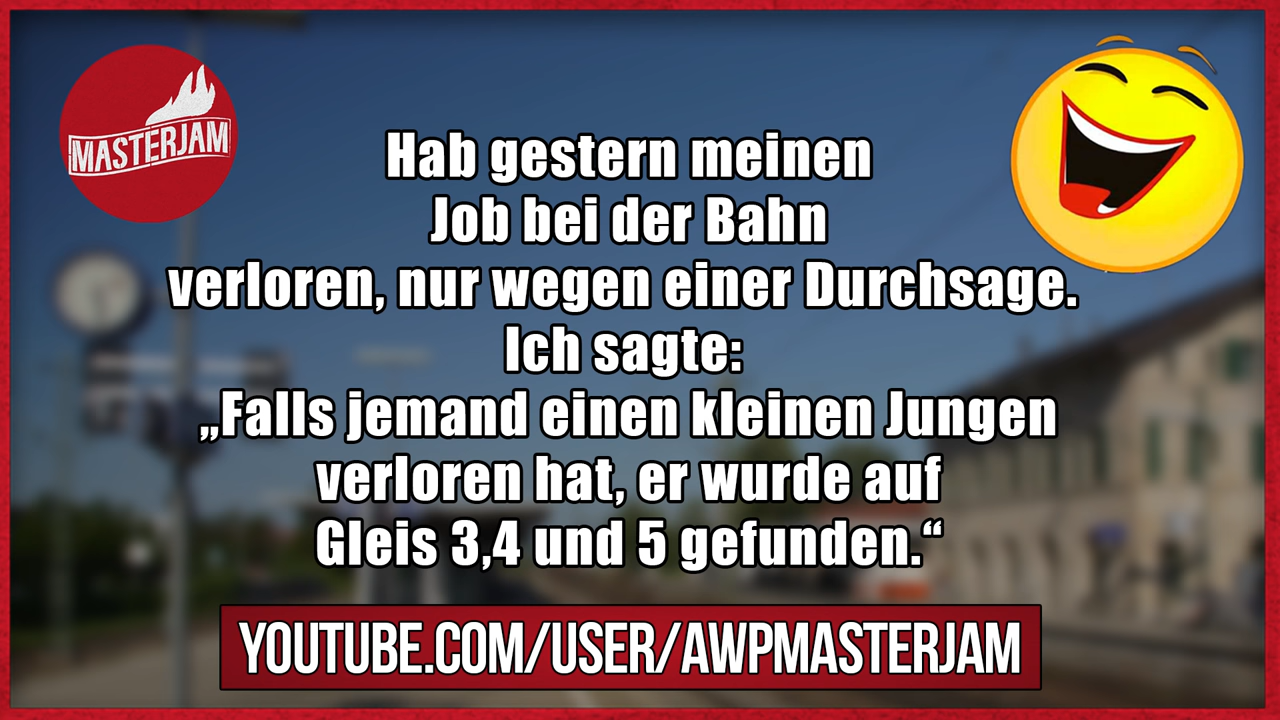 MASTERJAM
Hab gestern meinen
Job bei der Bahn
verloren, nur wegen einer Durchsage.
Ich sagte:
„Falls jemand einen kleinen Jungen
verloren hat, er wurde auf
Gleis 3,4 und 5 gefunden.“
YOUTUBE.COM/USER/AWPMASTERJAM